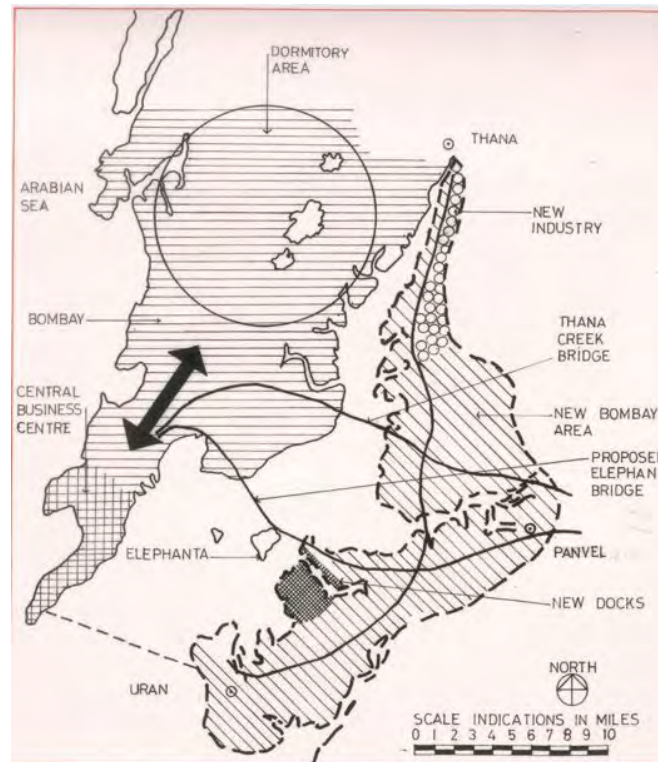 DORMITORY
AREA
THANA
ARABIAN
SEA
NEW
INDUSTRY
BOMBAY
THANA
CREEK
BRIDGE
CENTRAL
BUSINESS
CENTRE
NEW BOMBAY
AREA
PROPOSED
ELEPHAN
BRIDGE
ELEPHANTA
PANVEL
NEW DOCKS
URAN
NORTH
SCALE INDICATIONS IN MILES
0 1 2 3 4 5 6 7 8 9 10